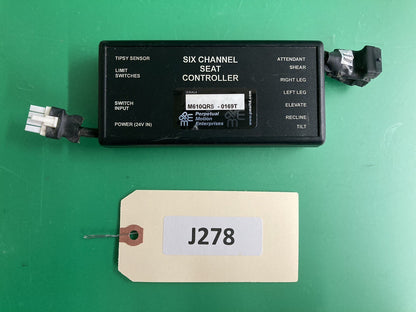 TIPSY SENSOR
LIMIT
SWITCHES
SWITCH
INPUT
POWER (24V IN)
SIX CHANNEL
SEAT
CONTROLLER
M610QRS - 0169T
Perpetual
Motion
Enterprises
ATTENDANT
SHEAR
RIGHT LEG
LEFT LEG
ELEVATE
RECLINE
TILT
J278